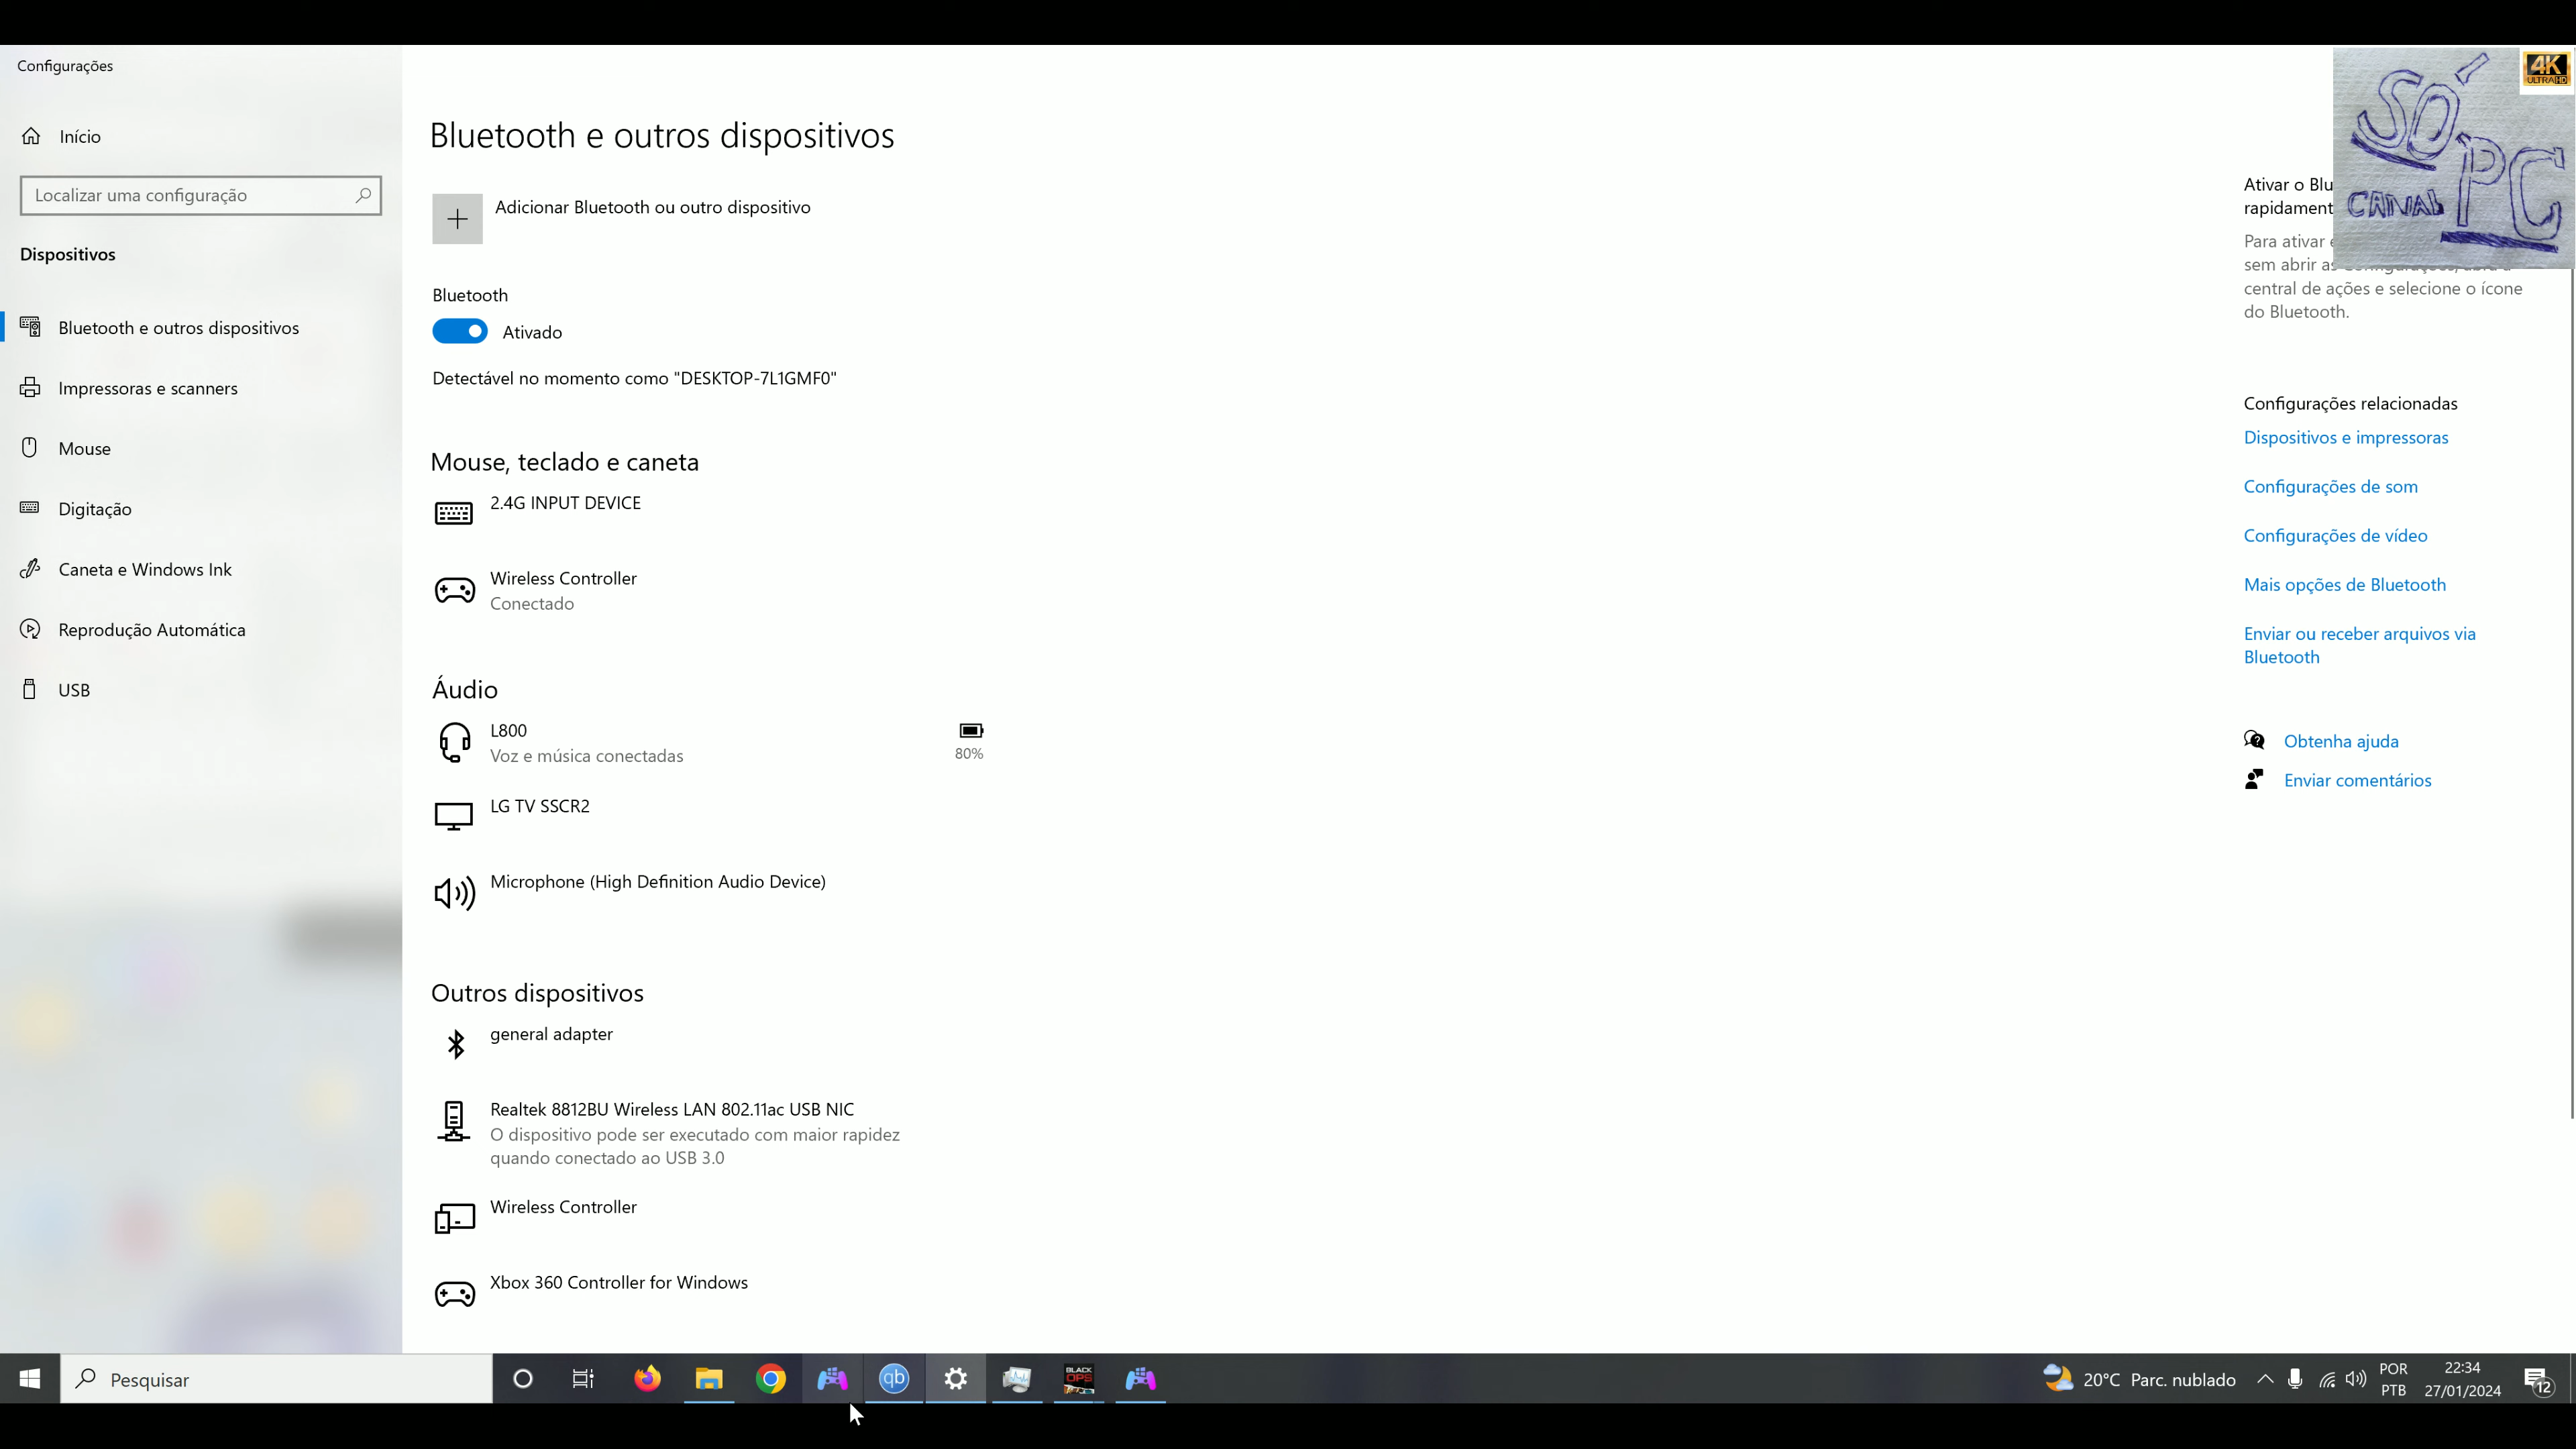 Configurações
Início
Localizar uma configuração
Dispositivos
Bluetooth e outros dispositivos
Impressoras e scanners
Mouse
Digitação
Caneta e Windows Ink
Reprodução Automática
USB
Bluetooth e outros dispositivos
Adicionar Bluetooth ou outro dispositivo
Bluetooth
Ativado
Detectável no momento como "DESKTOP-7L1GMF0"
Mouse, teclado e caneta
2.4G INPUT DEVICE
Wireless Controller
Conectado
Áudio
L800
Voz e música conectadas
80%
LG TV SSCR2
Microphone (High Definition Audio Device)
Outros dispositivos
general adapter
Realtek 8812BU Wireless LAN 802.11ac USB NIC
O dispositivo pode ser executado com maior rapidez
quando conectado ao USB 3.0
Wireless Controller
Xbox 360 Controller for Windows
SÓ
CANAL PC
4K
ULTRA HD
Ativar o
Para ativar
sem abrir
central de ações e selecione o ícone
do Bluetooth.
Configurações relacionadas
Dispositivos e impressoras
Configurações de som
Configurações de vídeo
Mais opções de Bluetooth
Enviar ou receber arquivos via
Bluetooth
Obtenha ajuda
Enviar comentários
Pesquisar
qb
BLACK
OPS
20°C Parc. nublado
POR
PTB
22:34
27/01/2024
12